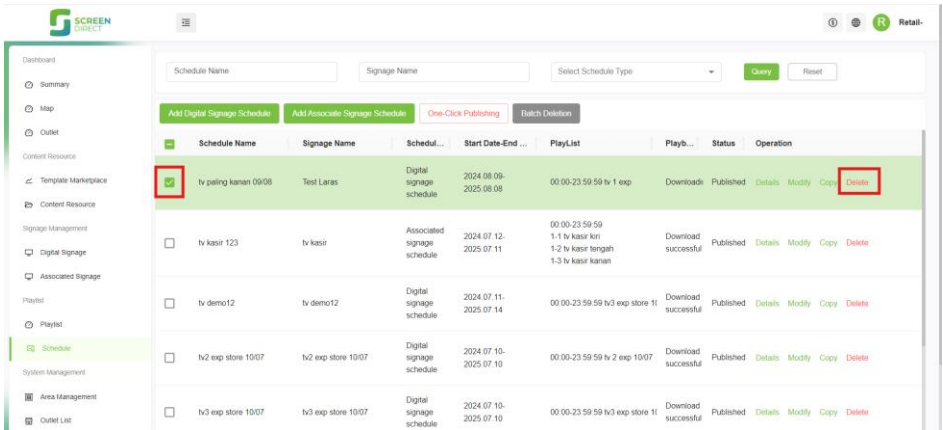 SCREEN
DIRECT
R
Retail-
Dashboard
Summary
Map
Outlet
Content Resource
Template Marketplace
Content Resource
Signage Management
Digital Signage
Associated Signage
Playlist
Playlist
Schedule
System Management
Area Management
Outlet List
Schedule Name
Signage Name
Select Schedule Type
Query
Reset
Add Digital Signage Schedule
Add Associate Signage Schedule
One-Click Publishing
Batch Deletion
Schedule Name
Signage Name
Schedul...
Start Date-End ...
PlayList
Playb...
Status
Operation
tv paling kanan 09/08
Test Laras
Digital
signage
schedule
2024.08.09-
2025.08.08
00:00-23:59:59 tv 1 exp
Downloadi
Published
Details
Modify
Copy
Delete
tv kasir 123
tv kasir
Associated
signage
schedule
2024.07.12-
2025.07.11
00:00-23:59:59
1-1 tv kasir kiri
1-2 tv kasir tengah
1-3 tv kasir kanan
Download
successful
Published
Details
Modify
Copy
Delete
tv demo12
tv demo12
Digital
signage
schedule
2024.07.11-
2025.07.14
00:00-23:59:59 tv3 exp store 10
Download
successful
Published
Details
Modify
Copy
Delete
tv2 exp store 10/07
tv2 exp store 10/07
Digital
signage
schedule
2024.07.10-
2025.07.10
00:00-23:59:59 tv 2 exp 10/07
Download
successful
Published
Details
Modify
Copy
Delete
tv3 exp store 10/07
tv3 exp store 10/07
Digital
signage
schedule
2024.07.10-
2025.07.10
00:00-23:59:59 tv3 exp store 10
Download
successful
Published
Details
Modify
Copy
Delete